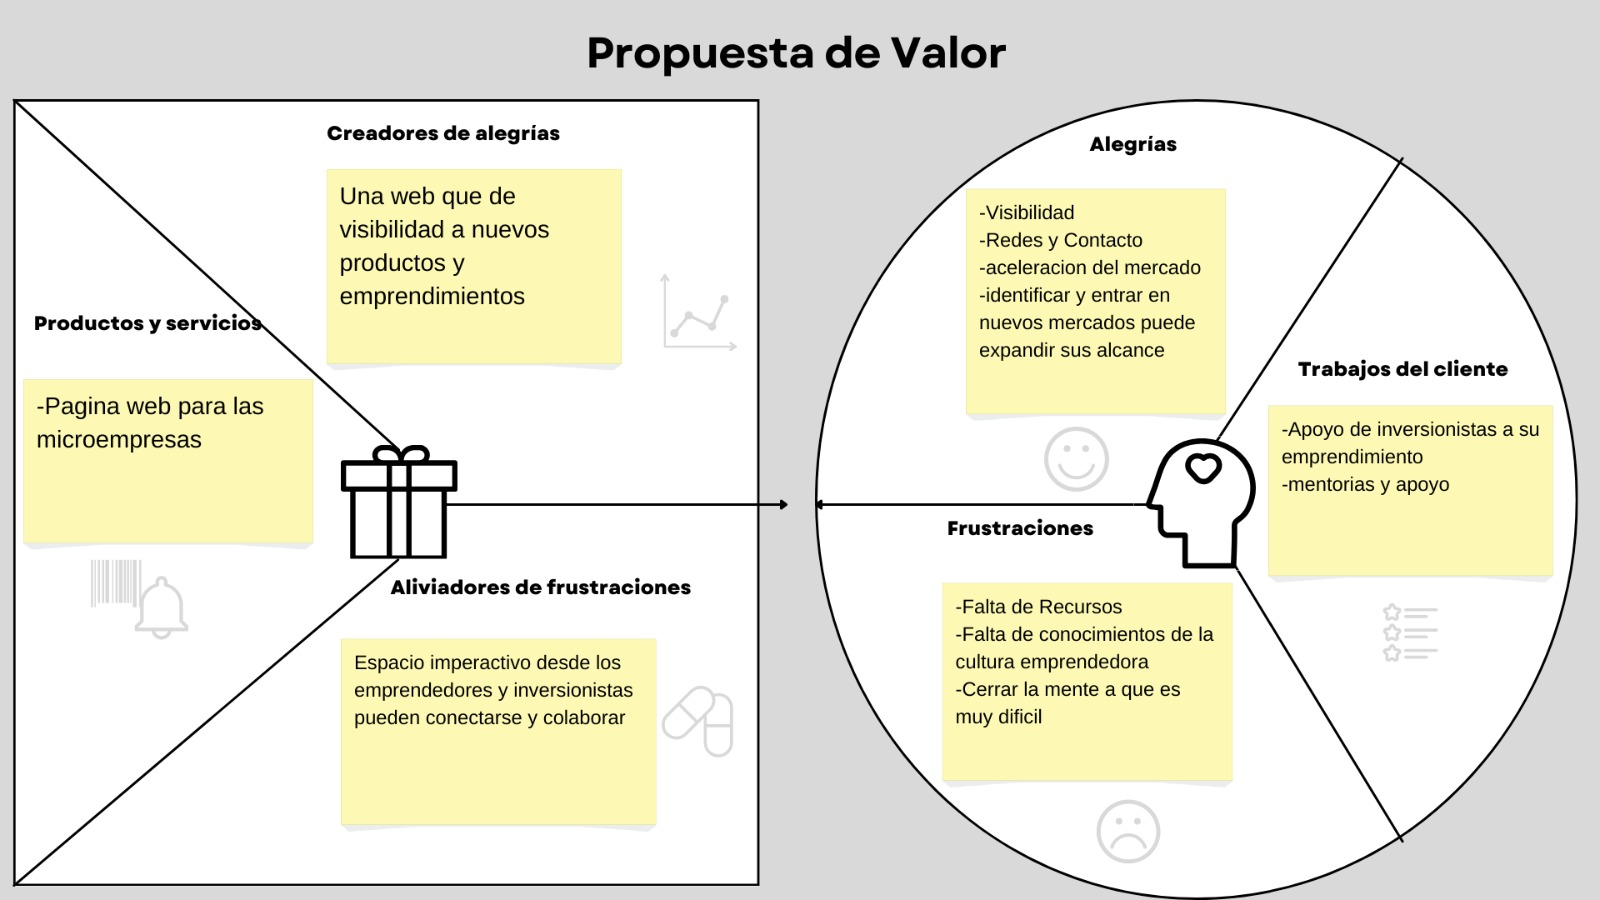 Propuesta de Valor
Creadores de alegrías
Una web que de
visibilidad a nuevos
productos y
emprendimientos
Productos y servicios
-Pagina web para las
microempresas
Aliviadores de frustraciones
Espacio imperactivo desde los
emprendedores y inversionistas
pueden conectarse y colaborar
Alegrías
-Visibilidad
-Redes y Contacto
-aceleracion del mercado
-identificar y entrar en
nuevos mercados puede
expandir sus alcance
Trabajos del cliente
-Apoyo de inversionistas a su
emprendimiento
-mentorias y apoyo
Frustraciones
-Falta de Recursos
-Falta de conocimientos de la
cultura emprendedora
-Cerrar la mente a que es
muy dificil